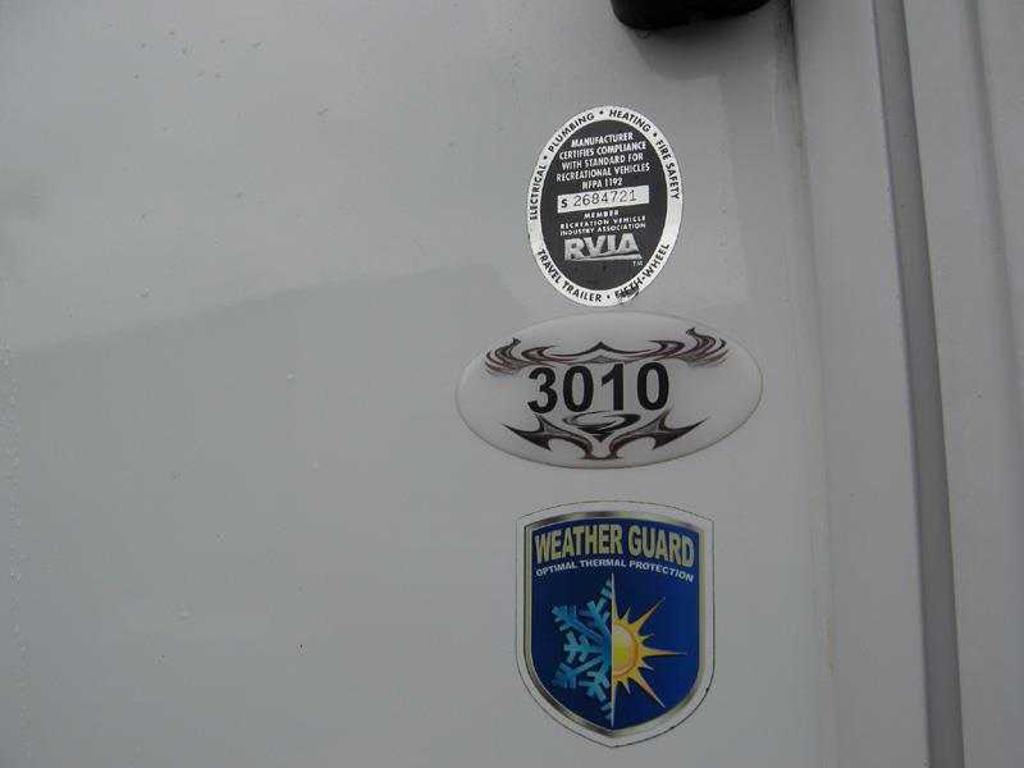 ELECTRICAL • PLUMBING • HEATING • FIRE SAFETY
MANUFACTURER
CERTIFIES COMPLIANCE
WITH STANDARD FOR
RECREATIONAL VEHICLES
NFPA 1192
S 2684721
MEMBER
RECREATION VEHICLE
INDUSTRY ASSOCIATION
RVIA
TM
TRAVEL TRAILER • FIFTH-WHEEL
3010
WEATHER GUARD
OPTIMAL THERMAL PROTECTION